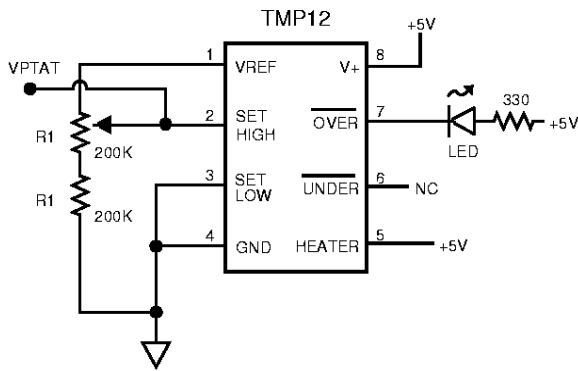 TMP12
VPTAT
R1
200K
R1
200K
1
2
3
4
VREF
SET
HIGH
SET
LOW
GND
V+
OVER
UNDER
HEATER
8
7
6
5
+5V
LED
330
+5V
NC
+5V